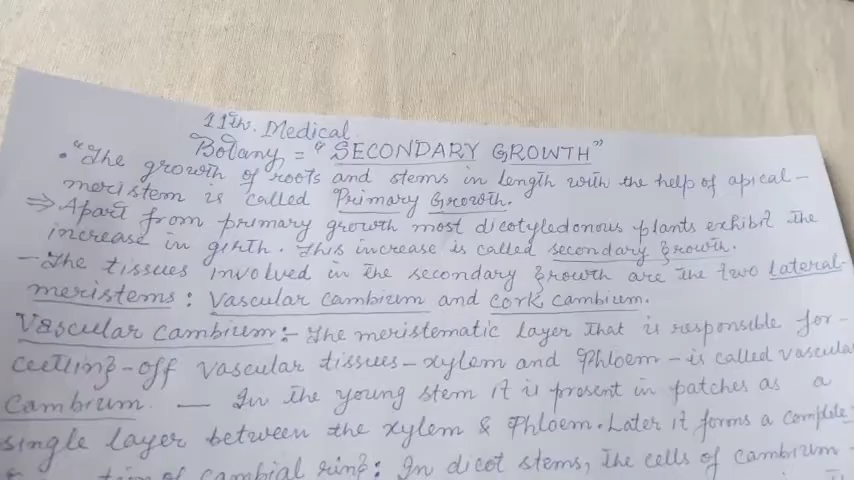 11th. Medical
Botany = "SECONDARY GROWTH"
• "The growth of roots and stems in length with the help of apical-
meristem is called Primary Growth.
⇒ Apart from primary growth most dicotyledonous plants exhibit the
increase in girth. This increase is called secondary growth.
- The tissues involved in the secondary growth are the two lateral-
meristems: Vascular cambium and cork cambium.
Vascular Cambium:- The meristematic layer that is responsible for-
cutting-off vascular tissues-xylem and Phloem-is called vascular
Cambium. — In the young stem it is present in patches as a
single layer between the xylem & Phloem. Later it forms a complete
of cambial ring: In dicot stems, the cells of cambium